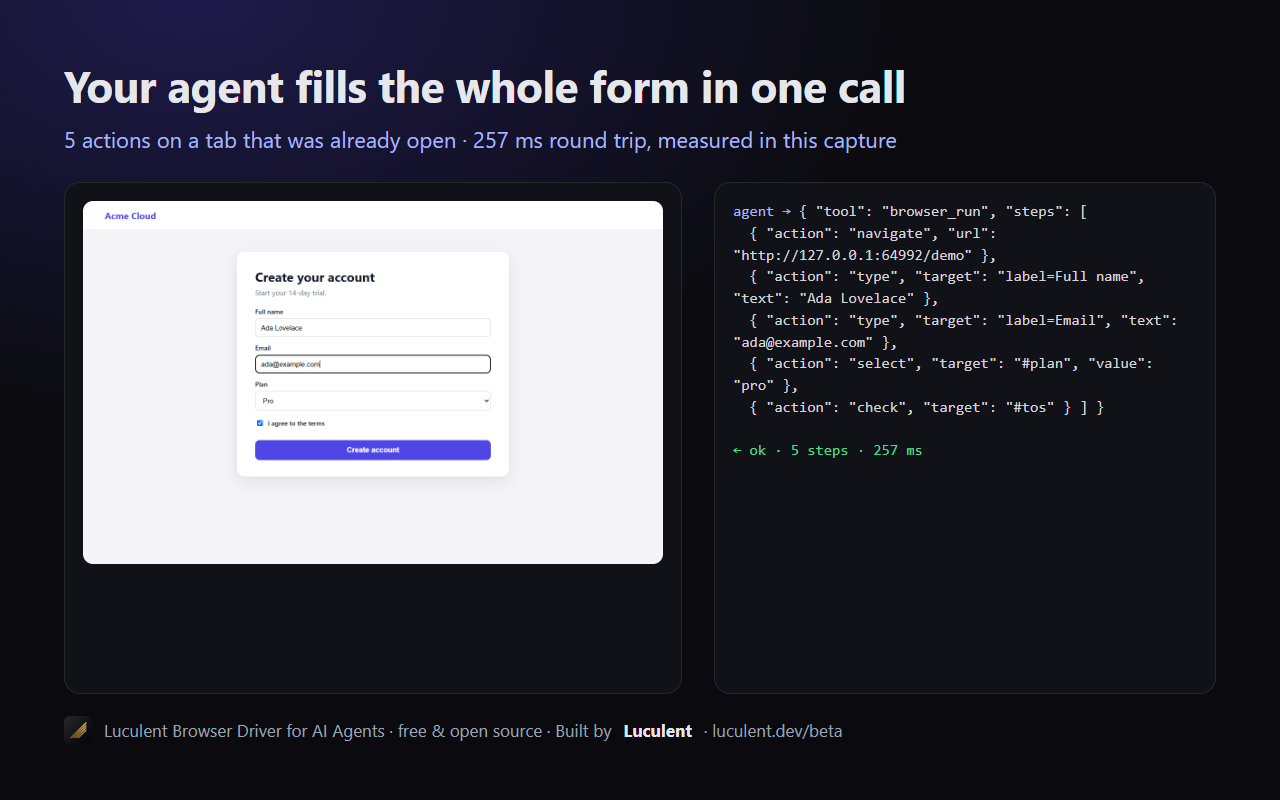 Your agent fills the whole form in one call
5 actions on a tab that was already open · 257 ms round trip, measured in this capture
Acme Cloud
Create your account
Start your 14-day trial.
Full name
Ada Lovelace
Email
ada@example.com
Plan
Pro
I agree to the terms
Create account
agent → { "tool": "browser_run", "steps": [
{ "action": "navigate", "url":
"http://127.0.0.1:64992/demo" },
{ "action": "type", "target": "label=Full name",
"text": "Ada Lovelace" },
{ "action": "type", "target": "label=Email", "text":
"ada@example.com" },
{ "action": "select", "target": "#plan", "value":
"pro" },
{ "action": "check", "target": "#tos" } ] }
← ok · 5 steps · 257 ms
Luculent Browser Driver for AI Agents · free & open source · Built by Luculent · luculent.dev/beta